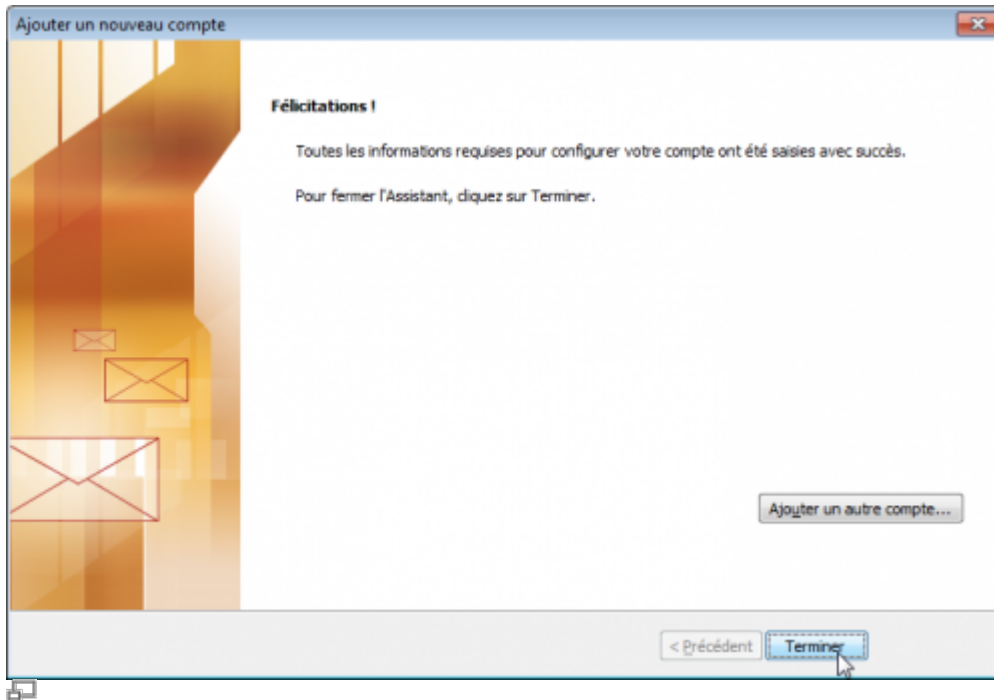 Ajouter un nouveau compte
Félicitations !
Toutes les informations requises pour configurer votre compte ont été saisies avec succès.
Pour fermer l'Assistant, cliquez sur Terminer.
Ajouter un autre compte...
< Précédent
Terminer